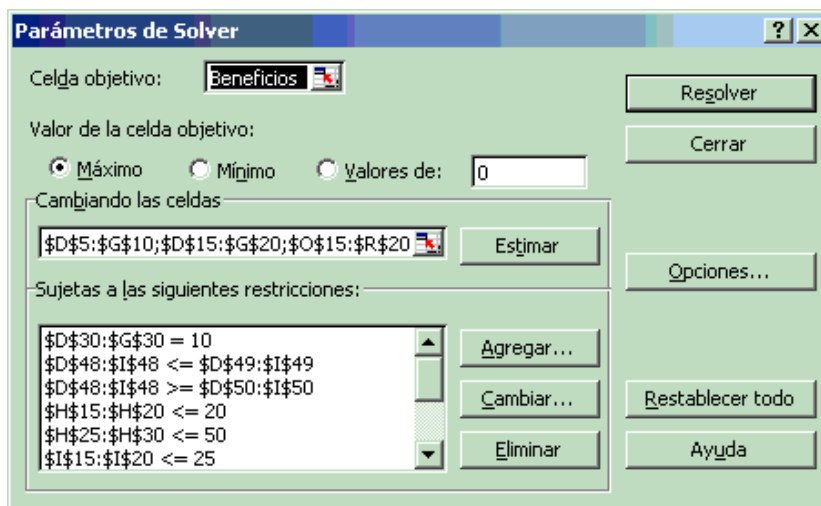 Parámetros de Solver
Celda objetivo: Beneficios
Resolver
Valor de la celda objetivo:
Cerrar
Máximo Mínimo Valores de: 0
Cambiando las celdas
$D$5:$G$10;$D$15:$G$20;$O$15:$R$20 Estimar
Opciones...
Sujetas a las siguientes restricciones:
$D$30:$G$30 = 10
$D$48:$I$48 <= $D$49:$I$49
$D$48:$I$48 >= $D$50:$I$50
$H$15:$H$20 <= 20
$H$25:$H$30 <= 50
$I$15:$I$20 <= 25
Agregar...
Cambiar...
Eliminar
Restablecer todo
Ayuda